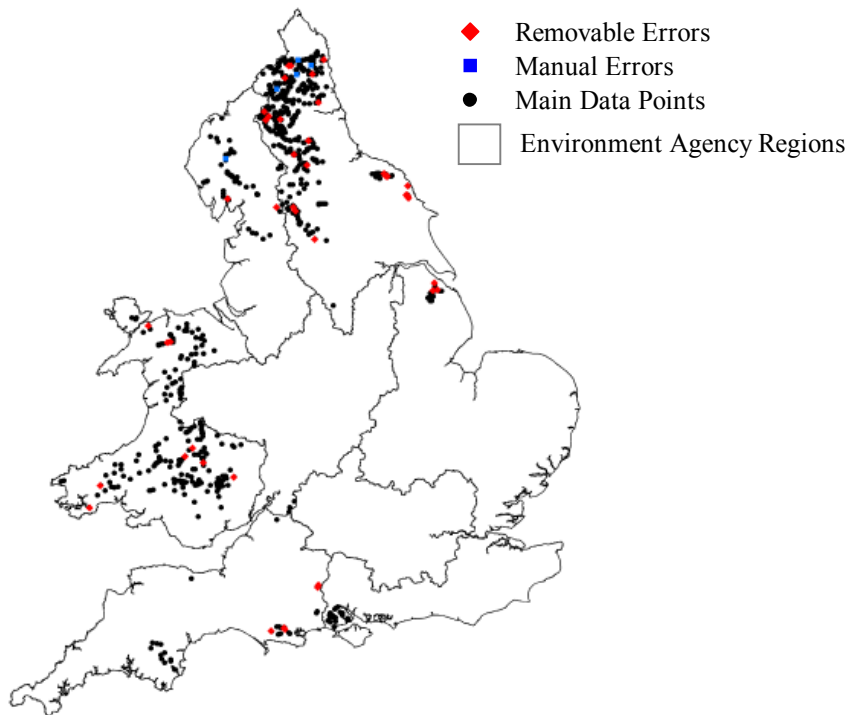 Removable Errors
Manual Errors
Main Data Points
Environment Agency Regions